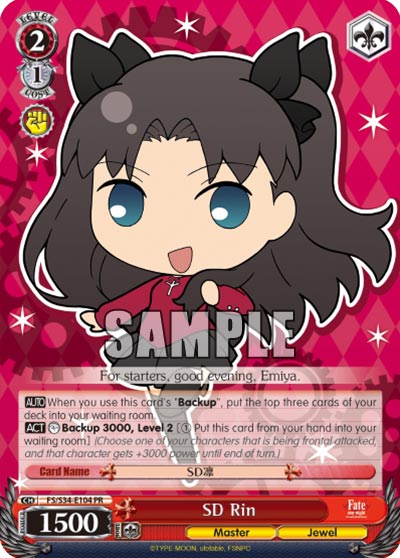 LEVEL
2
1
COST
SAMPLE
For starters, good evening, Emiya.
AUTO When you use this card's "Backup", put the top three cards of your
deck into your waiting room.
ACT Backup 3000, Level 2 [① Put this card from your hand into your
waiting room] (Choose one of your characters that is being frontal attacked,
and that character gets +3000 power until end of turn.)
Card Name SD凛
CH FS/S34-E104 PR
1500
SD Rin
Master Jewel
Fate
stay night
©TYPE-MOON, ufotable, FSNPC